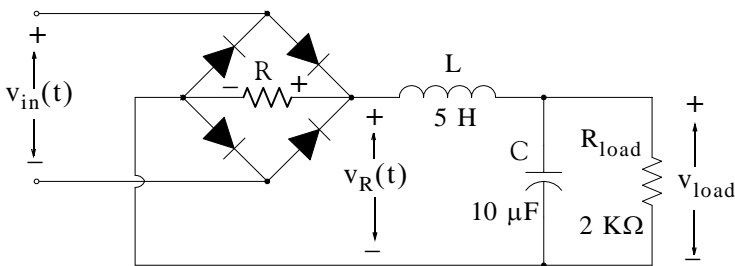 +
v_in(t)
−
− R +
+
v_R(t)
−
L
5 H
C
10 μF
R_load
2 KΩ
+
v_load
−